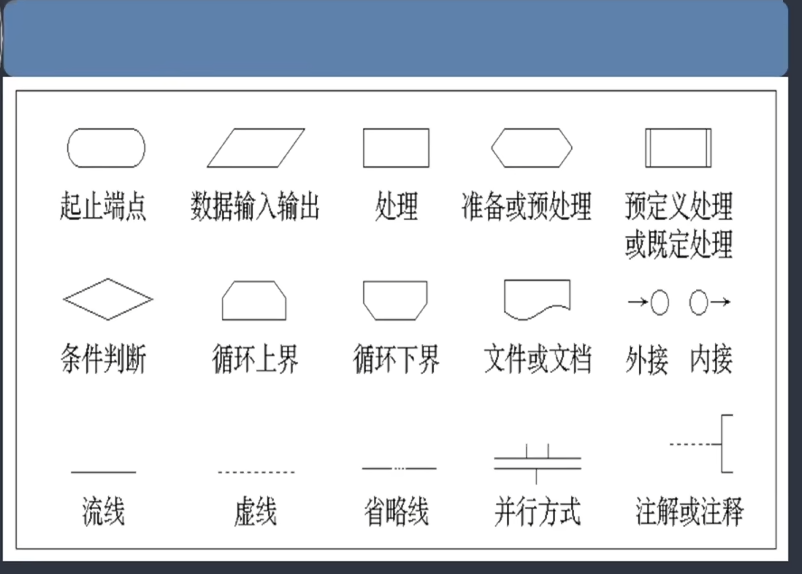 起止端点 数据输入输出 处理 准备或预处理 预定义处理
或既定处理
条件判断 循环上界 循环下界 文件或文档 外接 内接
流线 虚线 省略线 并行方式 注解或注释